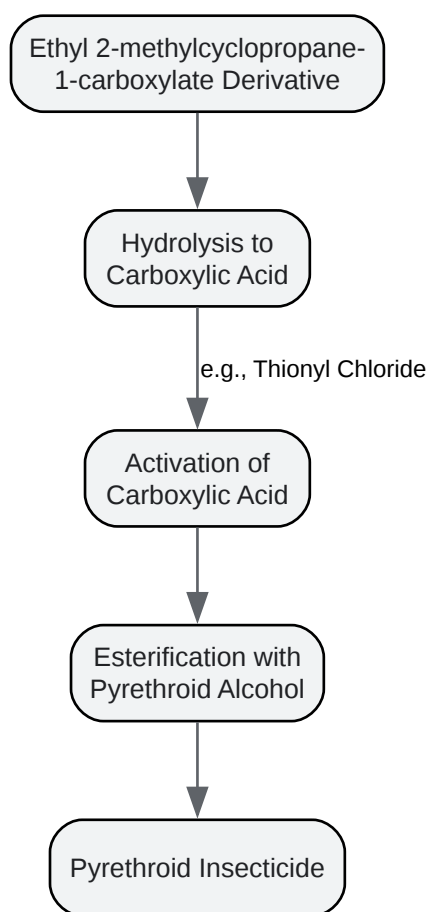 Ethyl 2-methylcyclopropane-
1-carboxylate Derivative
Hydrolysis to
Carboxylic Acid
e.g., Thionyl Chloride
Activation of
Carboxylic Acid
Esterification with
Pyrethroid Alcohol
Pyrethroid Insecticide